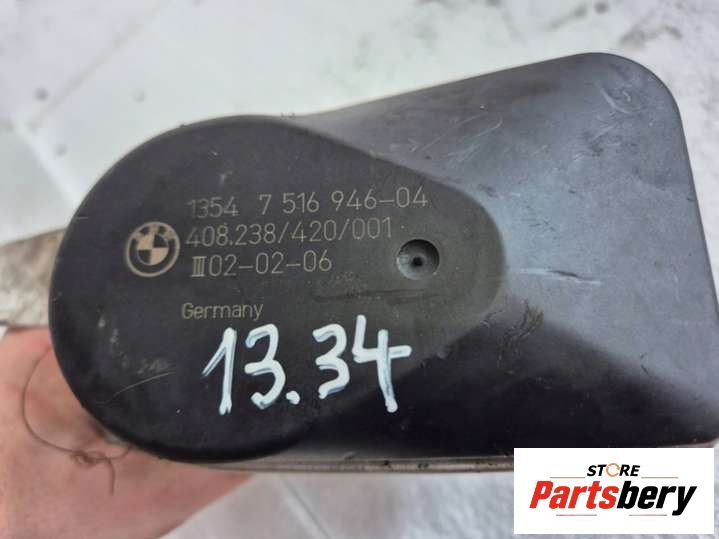 1354 7 516 946-04
408.238/420/001
III02-02-06
Germany
13.34
STORE
Partsbery